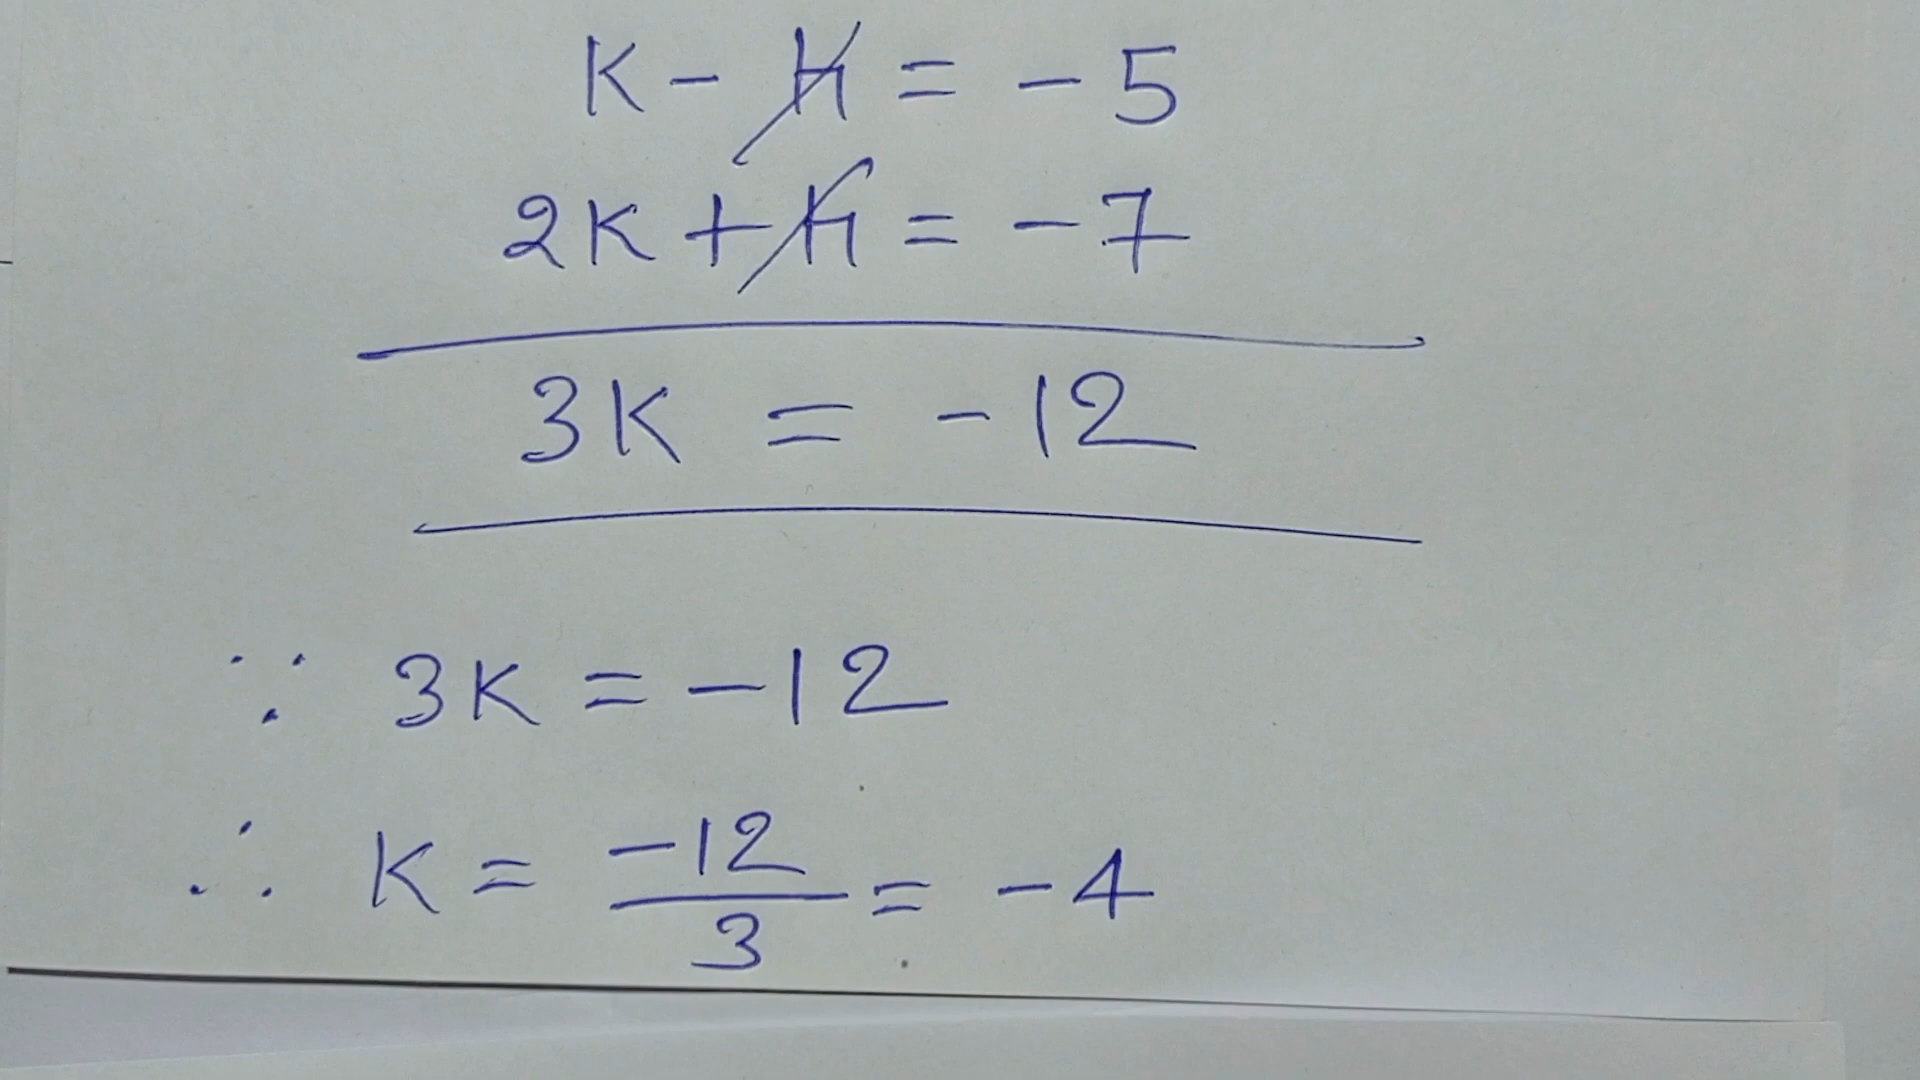 K - h = - 5
2K + h = - 7
3K = - 12
∵ 3K = - 12
∴ K = -12/3 = - 4